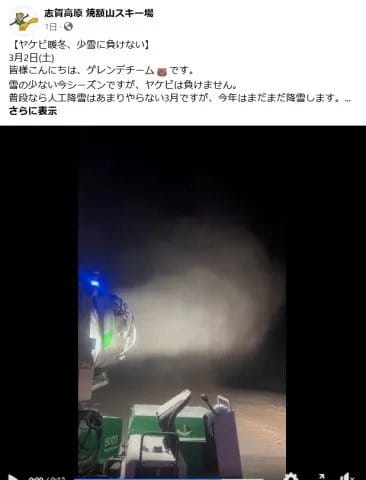 志賀高原 焼額山スキー場
1日 ·
【ヤケビ暖冬、少雪に負けない】
3月2日(土)
皆様こんにちは、ゲレンデチーム です。
雪の少ない今シーズンですが、ヤケビは負けません。
普段なら人工降雪はあまりやらない3月ですが、今年はまだまだ降雪します。...
さらに表示